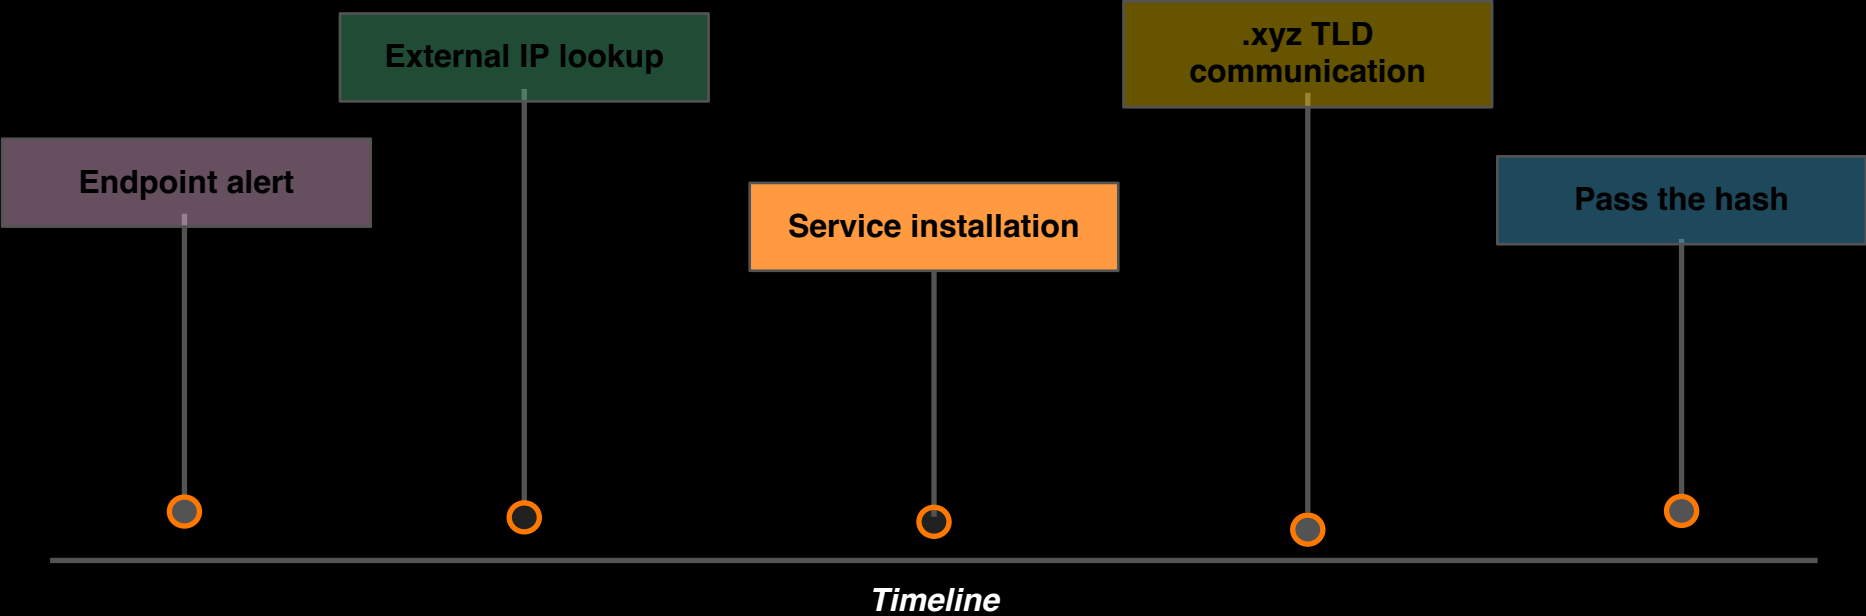 Endpoint alert
External IP lookup
Service installation
.xyz TLD
communication
Pass the hash
Timeline